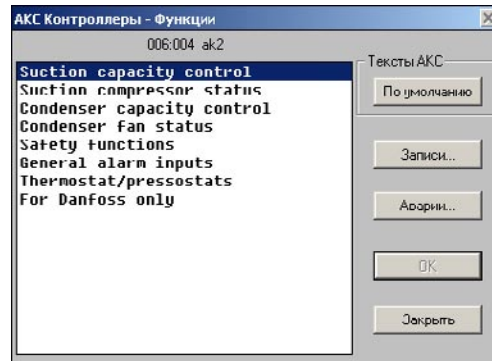 АКС Контроллеры - Функции
006:004 ak2
Suction capacity control
Suction compressor status
Condenser capacity control
Condenser fan status
Safety functions
General alarm inputs
Thermostat/pressostats
For Danfoss only
Тексты АКС
По умолчанию
Записи...
Аварии...
OK
Закрыть